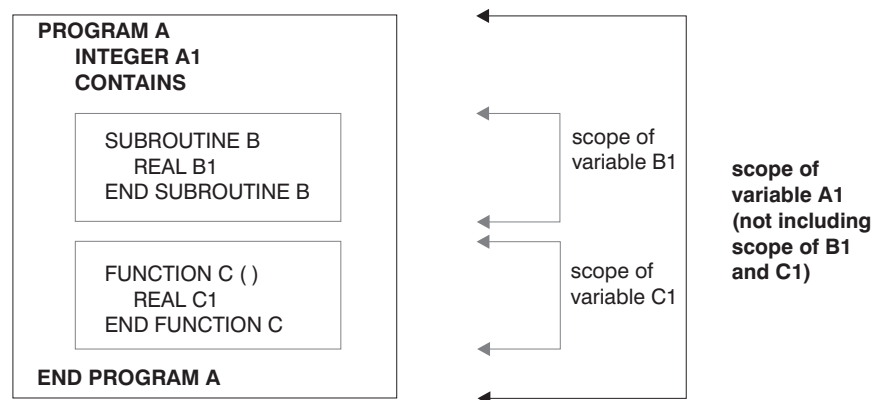 PROGRAM A
INTEGER A1
CONTAINS
SUBROUTINE B
REAL B1
END SUBROUTINE B
FUNCTION C ( )
REAL C1
END FUNCTION C
END PROGRAM A
scope of
variable B1
scope of
variable C1
scope of
variable A1
(not including
scope of B1
and C1)